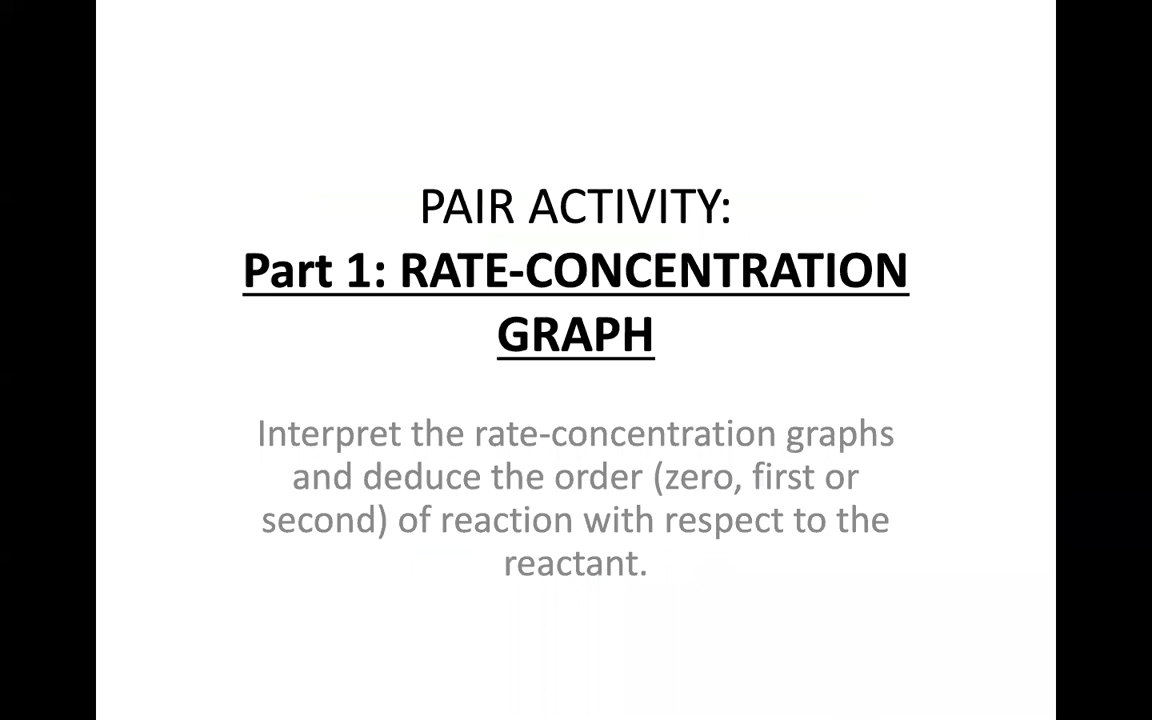 PAIR ACTIVITY:
Part 1: RATE-CONCENTRATION
GRAPH
Interpret the rate-concentration graphs
and deduce the order (zero, first or
second) of reaction with respect to the
reactant.